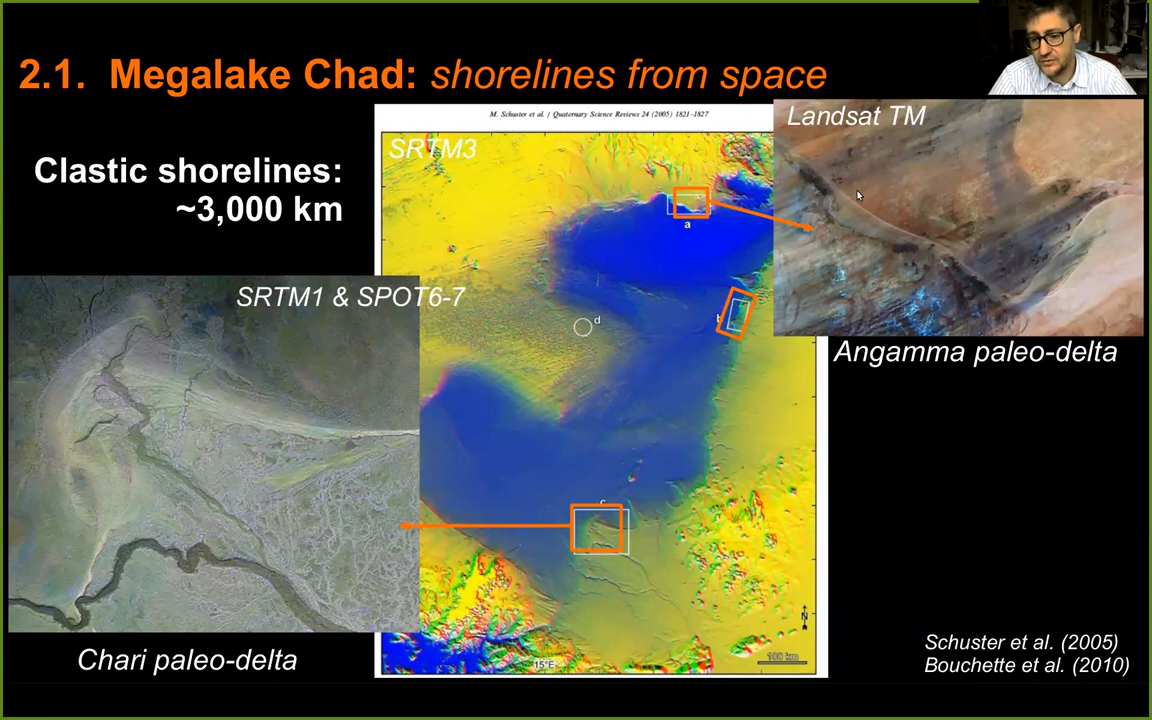 2.1. Megalake Chad: shorelines from space
M. Schuster et al. / Quaternary Science Reviews 24 (2005) 1821–1827
Landsat TM
SRTM3
Clastic shorelines:
~3,000 km
a
SRTM1 & SPOT6-7
b
d
Angamma paleo-delta
c
N
Schuster et al. (2005)
Bouchette et al. (2010)
Chari paleo-delta
15°E
100 km